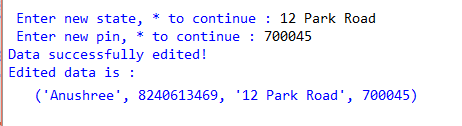 Enter new state, * to continue : 12 Park Road
Enter new pin, * to continue : 700045
Data successfully edited!
Edited data is :
('Anushree', 8240613469, '12 Park Road', 700045)